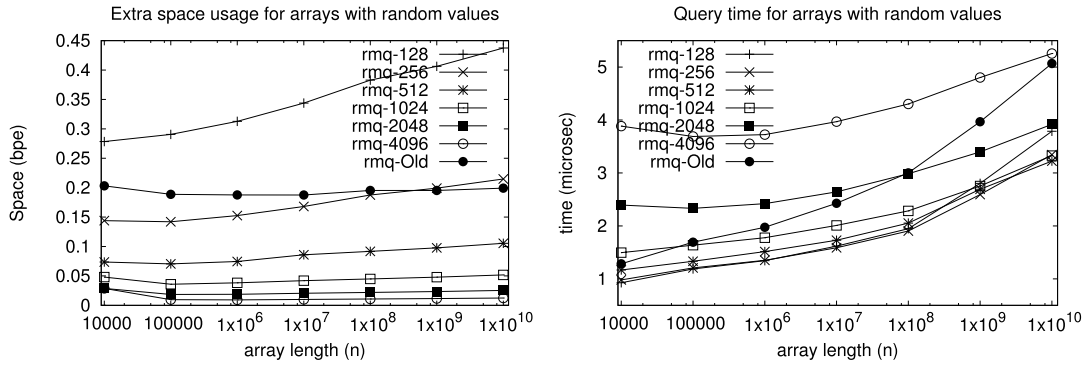 Extra space usage for arrays with random values
0.45
0.4
0.35
0.3
0.25
0.2
0.15
0.1
0.05
0
Space (bpe)
rmq-128
rmq-256
rmq-512
rmq-1024
rmq-2048
rmq-4096
rmq-Old
10000 100000 1x10^6 1x10^7 1x10^8 1x10^9 1x10^10
array length (n)
Query time for arrays with random values
5
4
3
2
1
time (microsec)
rmq-128
rmq-256
rmq-512
rmq-1024
rmq-2048
rmq-4096
rmq-Old
10000 100000 1x10^6 1x10^7 1x10^8 1x10^9 1x10^10
array length (n)